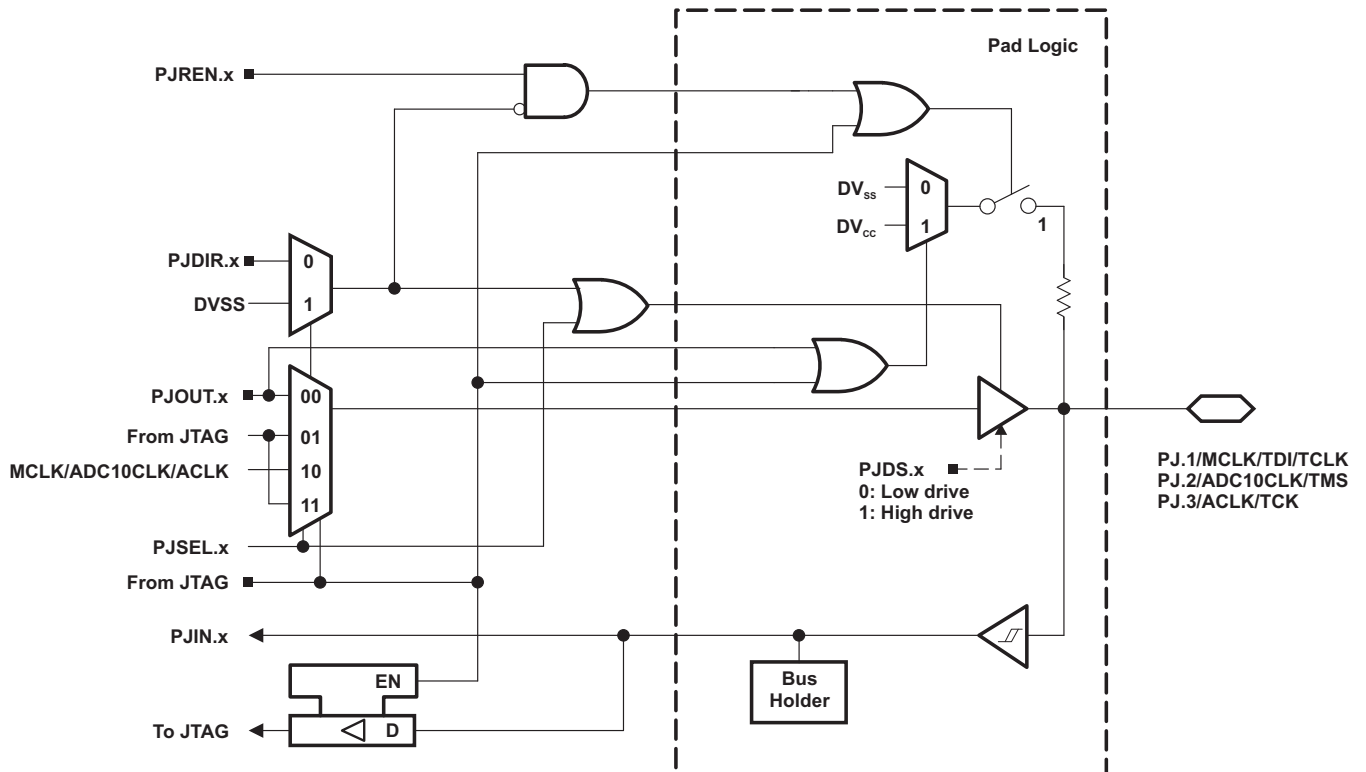 Pad Logic
PJREN.x
DVss
0
DVcc
1
1
PJDIR.x
0
DVSS
1
PJOUT.x
00
From JTAG
01
MCLK/ADC10CLK/ACLK
10
11
PJDS.x
0: Low drive
1: High drive
PJ.1/MCLK/TDI/TCLK
PJ.2/ADC10CLK/TMS
PJ.3/ACLK/TCK
PJSEL.x
From JTAG
PJIN.x
Bus
Holder
EN
To JTAG
D